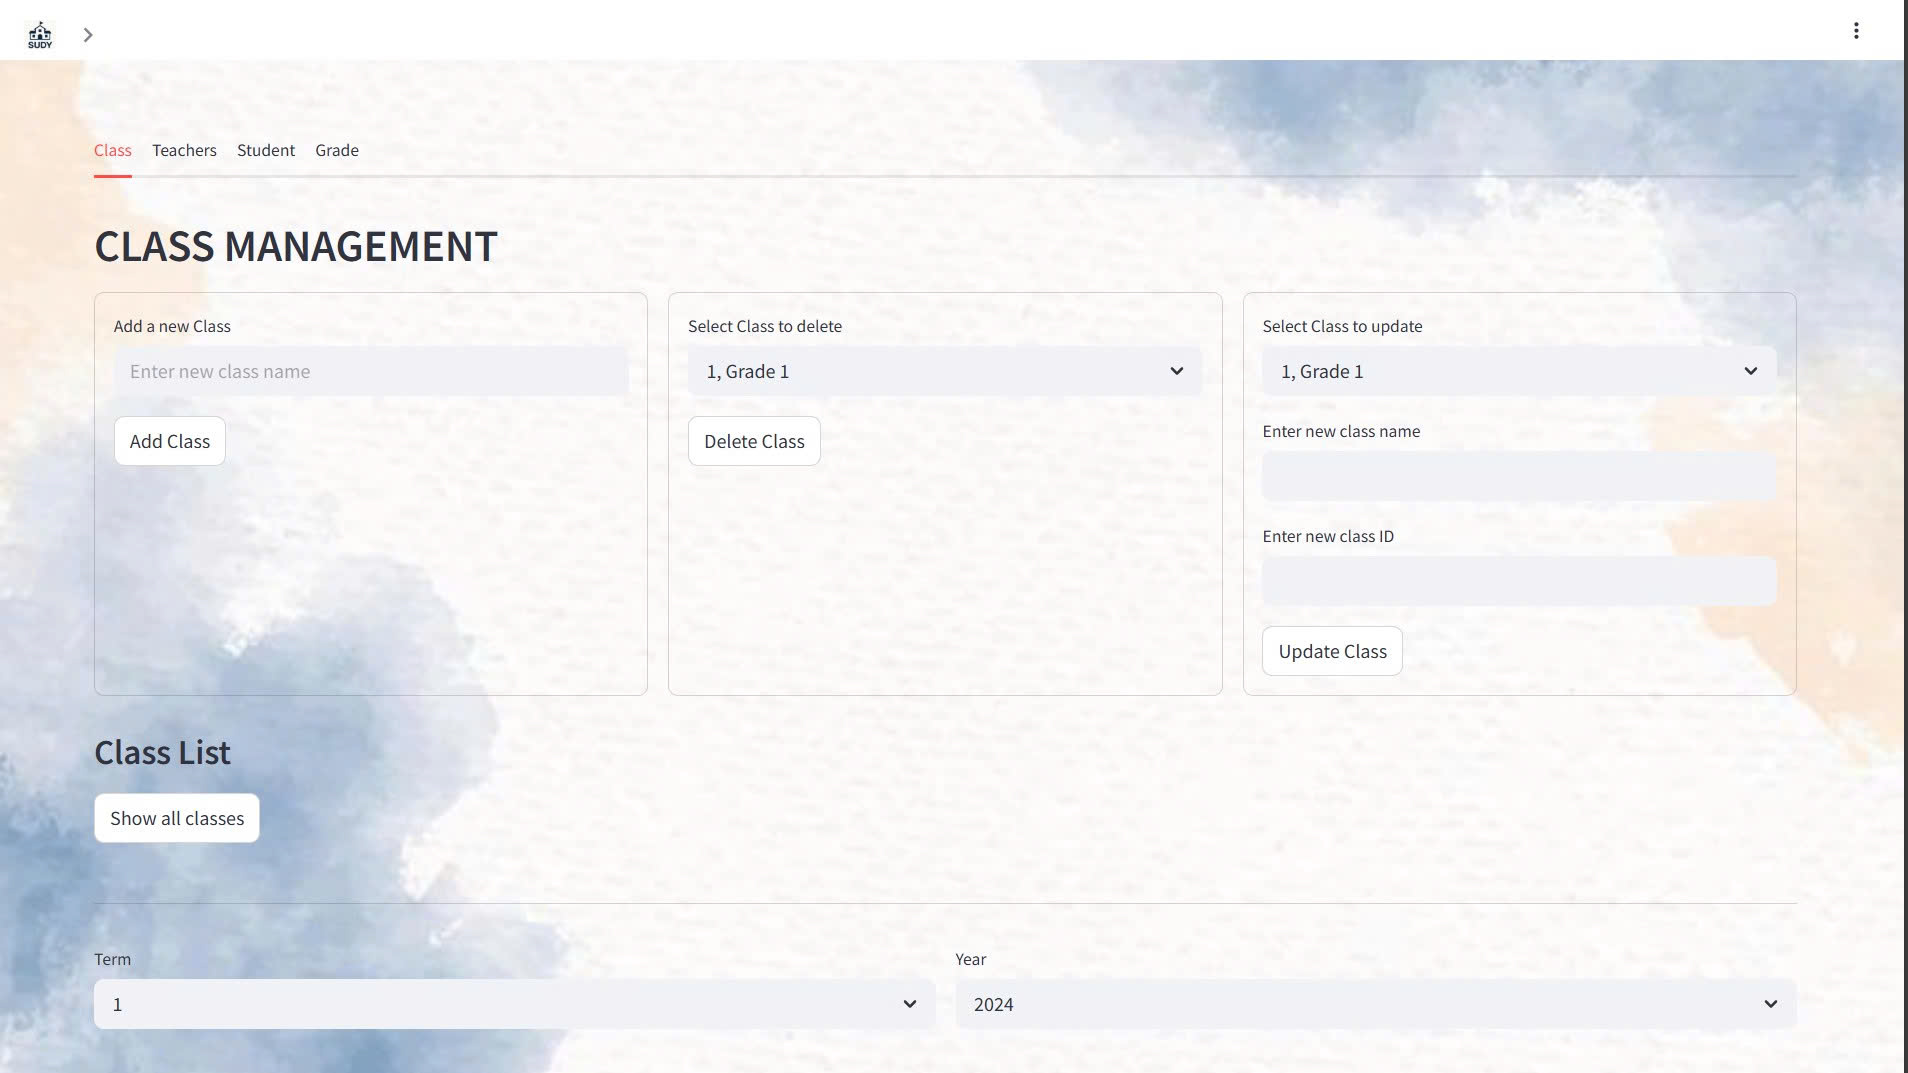 SUDY
Class Teachers Student Grade
CLASS MANAGEMENT
Add a new Class
Enter new class name
Add Class
Select Class to delete
1, Grade 1
Delete Class
Select Class to update
1, Grade 1
Enter new class name
Enter new class ID
Update Class
Class List
Show all classes
Term
1
Year
2024